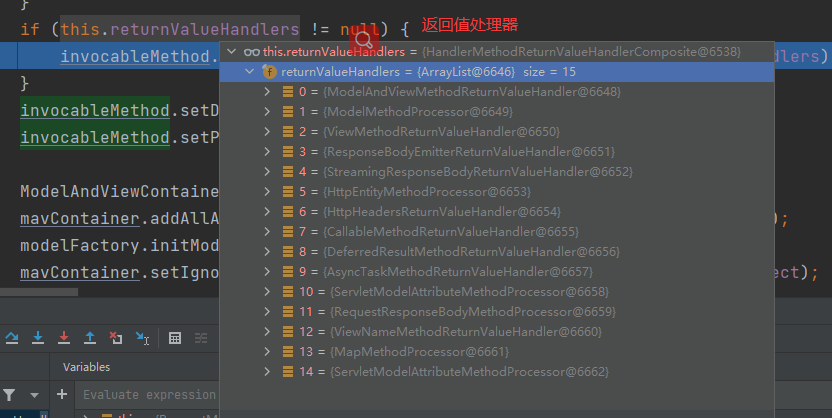 }
if (this.returnValueHandlers != null) { 返回值处理器
this.returnValueHandlers = {HandlerMethodReturnValueHandlerComposite@6538}
invocableMethod.
returnValueHandlers = {ArrayList@6646} size = 15
}
0 = {ModelAndViewMethodReturnValueHandler@6648}
invocableMethod.setD
1 = {ModelMethodProcessor@6649}
invocableMethod.setP
2 = {ViewMethodReturnValueHandler@6650}
3 = {ResponseBodyEmitterReturnValueHandler@6651}
4 = {StreamingResponseBodyReturnValueHandler@6652}
ModelAndViewContaine
5 = {HttpEntityMethodProcessor@6653}
mavContainer.addAllA
6 = {HttpHeadersReturnValueHandler@6654}
);
modelFactory.initMod
7 = {CallableMethodReturnValueHandler@6655}
8 = {DeferredResultMethodReturnValueHandler@6656}
mavContainer.setIgno
9 = {AsyncTaskMethodReturnValueHandler@6657}
ect);
10 = {ServletModelAttributeMethodProcessor@6658}
11 = {RequestResponseBodyMethodProcessor@6659}
12 = {ViewNameMethodReturnValueHandler@6660}
13 = {MapMethodProcessor@6661}
14 = {ServletModelAttributeMethodProcessor@6662}
Variables
Evaluate expression